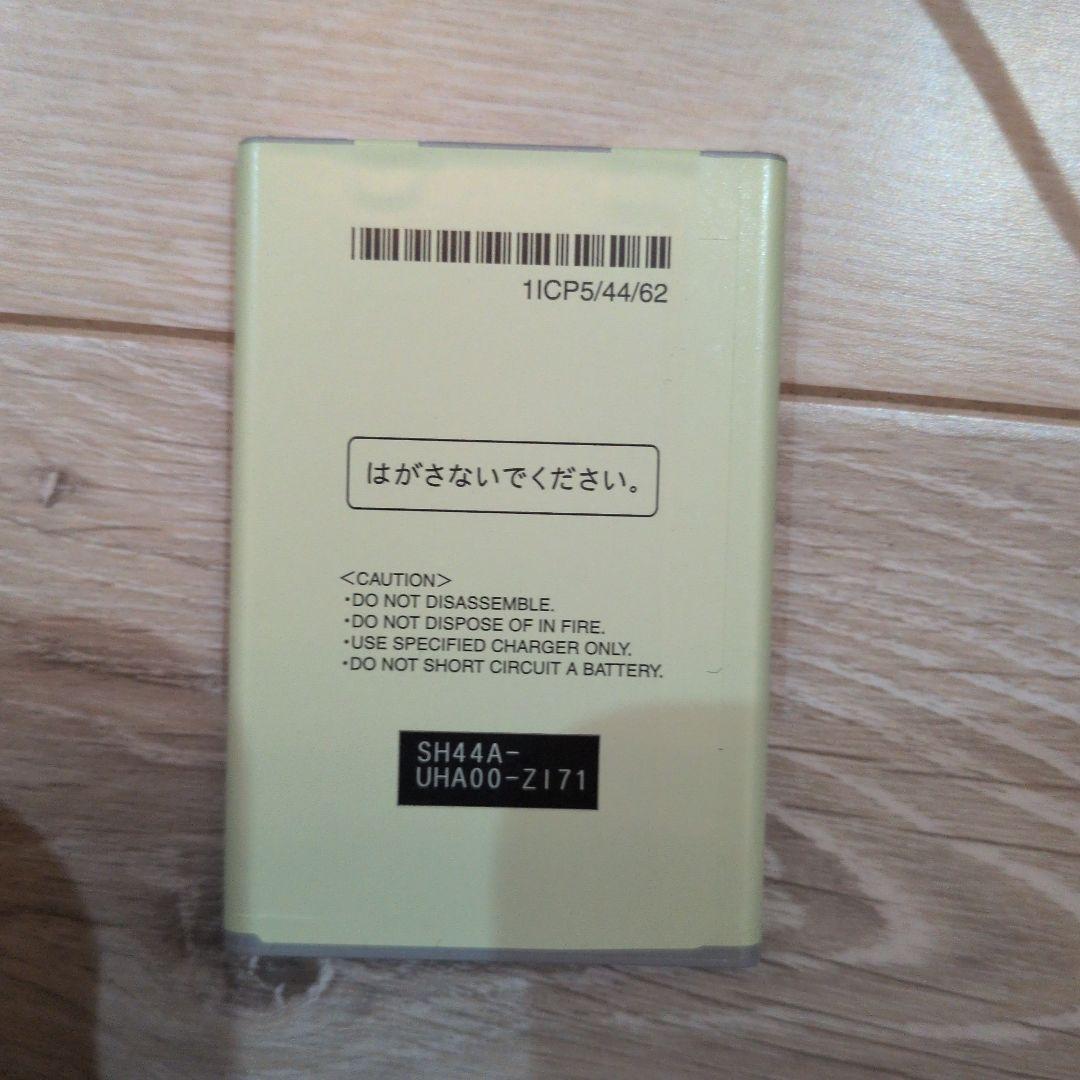 1ICP5/44/62
はがさないでください。
＜CAUTION＞
・DO NOT DISASSEMBLE.
・DO NOT DISPOSE OF IN FIRE.
・USE SPECIFIED CHARGER ONLY.
・DO NOT SHORT CIRCUIT A BATTERY.
SH44A-
UHA00-ZI71